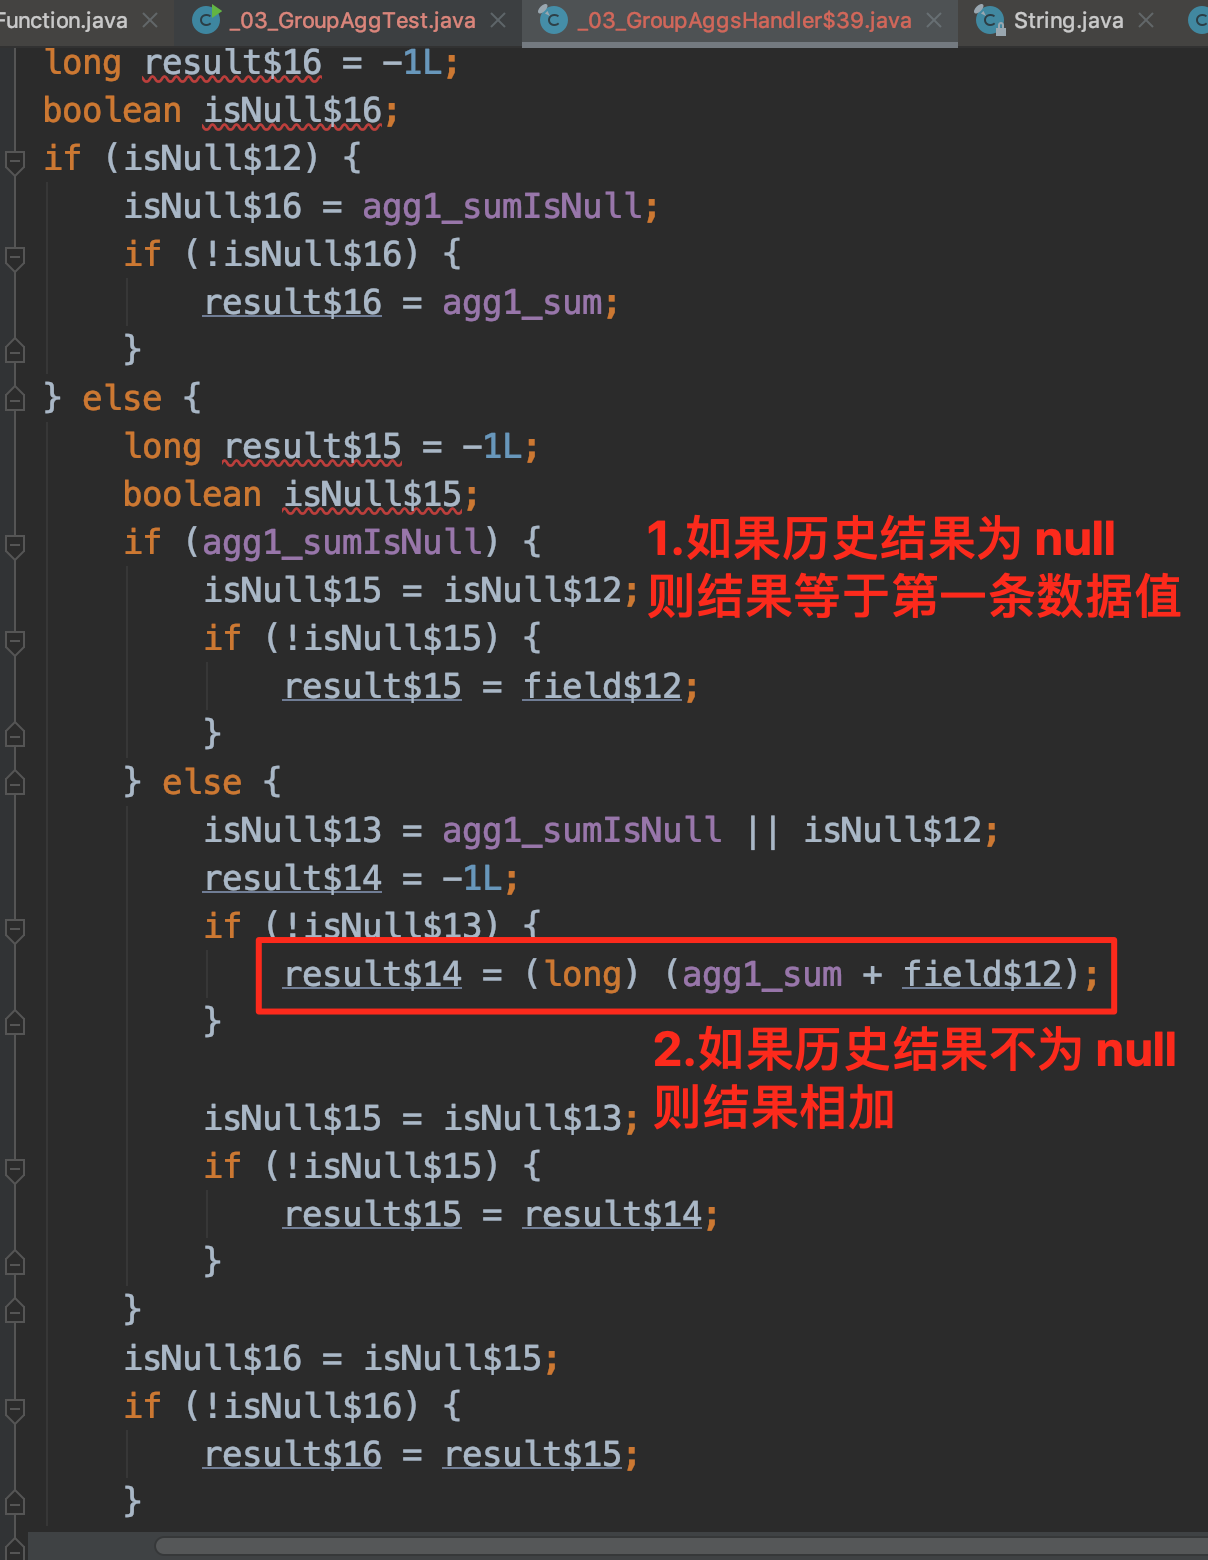 Function.java
_03_GroupAggTest.java
_03_GroupAggsHandler$39.java
String.java
long result$16 = -1L;
boolean isNull$16;
if (isNull$12) {
isNull$16 = agg1_sumIsNull;
if (!isNull$16) {
result$16 = agg1_sum;
}
} else {
long result$15 = -1L;
boolean isNull$15;
if (agg1_sumIsNull) {
1.如果历史结果为 null
isNull$15 = isNull$12;
则结果等于第一条数据值
if (!isNull$15) {
result$15 = field$12;
}
} else {
isNull$13 = agg1_sumIsNull || isNull$12;
result$14 = -1L;
if (!isNull$13) {
result$14 = (long) (agg1_sum + field$12);
}
2.如果历史结果不为 null
则结果相加
isNull$15 = isNull$13;
if (!isNull$15) {
result$15 = result$14;
}
}
isNull$16 = isNull$15;
if (!isNull$16) {
result$16 = result$15;
}